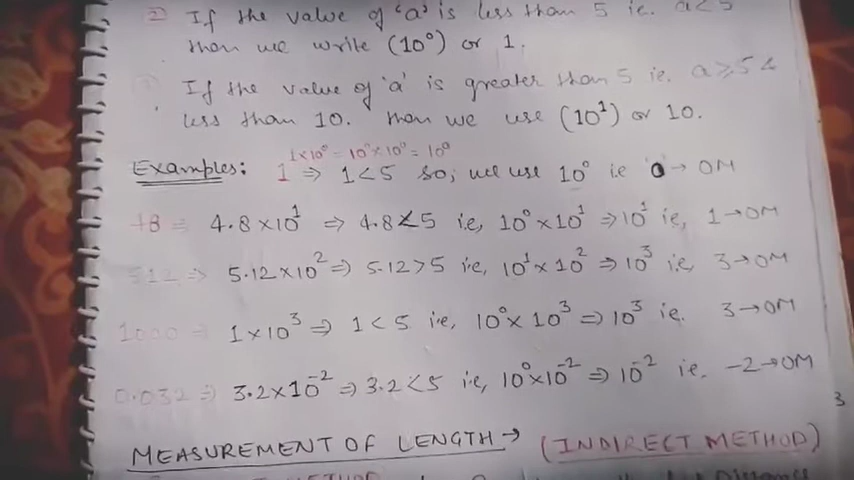 ② If the value of 'a' is less than 5 ie. a<5
then we write (10⁰) or 1.
If the value of 'a' is greater than 5 ie. a≥5 &
less than 10. then we use (10¹) or 10.
1×10⁰ = 10⁰×10⁰ = 10⁰
Examples: 1 ⇒ 1<5 so, we use 10⁰ ie 0→ OM
48 = 4.8×10¹ ⇒ 4.8<5 i.e, 10⁰×10¹ ⇒10¹ ie, 1→OM
512 ⇒ 5.12×10²⇒ 5.12>5 i.e, 10¹×10² ⇒ 10³ i.e, 3→OM
1000 ⇒ 1×10³ ⇒ 1<5 i.e, 10⁰×10³ ⇒ 10³ ie. 3→OM
0.032 ⇒ 3.2×10⁻² ⇒ 3.2<5 i.e, 10⁰×10⁻² ⇒ 10⁻² ie. -2→OM
3
MEASUREMENT OF LENGTH → (INDIRECT METHOD)
METHOD Distance